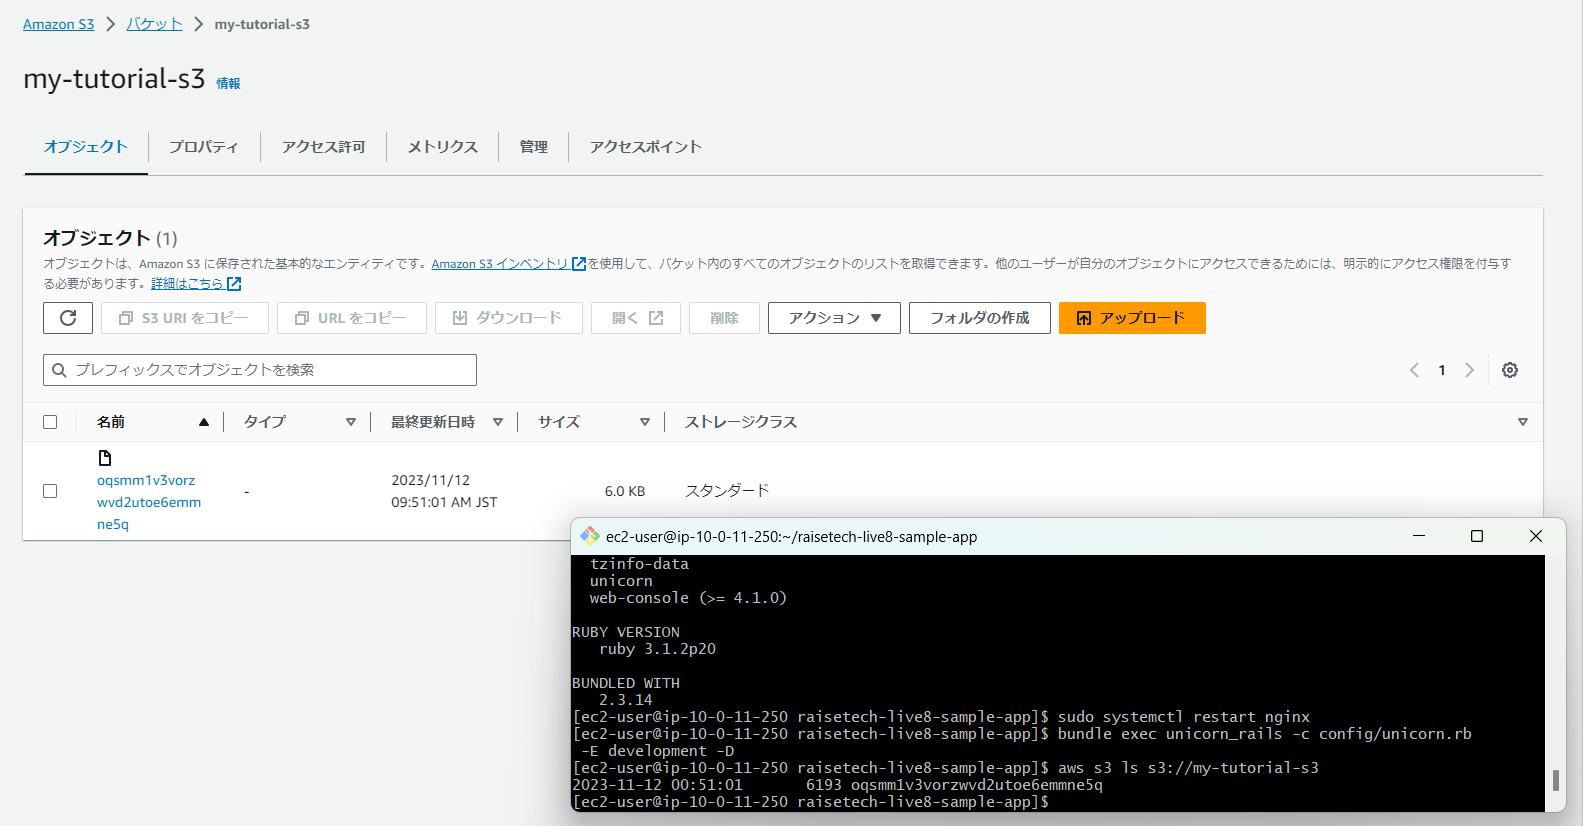 Amazon S3 > バケット > my-tutorial-s3
my-tutorial-s3 情報
オブジェクト プロパティ アクセス許可 メトリクス 管理 アクセスポイント
オブジェクト (1)
オブジェクトは、Amazon S3 に保存された基本的なエンティティです。Amazon S3 インベントリ を使用して、バケット内のすべてのオブジェクトのリストを取得できます。他のユーザーが自分のオブジェクトにアクセスできるためには、明示的にアクセス権限を付与す
る必要があります。詳細はこちら
S3 URI をコピー URL をコピー ダウンロード 開く 削除 アクション ▼ フォルダの作成 アップロード
プレフィックスでオブジェクトを検索
1
名前 タイプ 最終更新日時 サイズ ストレージクラス
oqsmm1v3vorz
wvd2utoe6emm
ne5q
-
2023/11/12
09:51:01 AM JST
6.0 KB
スタンダード
ec2-user@ip-10-0-11-250:~/raisetech-live8-sample-app
tzinfo-data
unicorn
web-console (>= 4.1.0)
RUBY VERSION
ruby 3.1.2p20
BUNDLED WITH
2.3.14
[ec2-user@ip-10-0-11-250 raisetech-live8-sample-app]$ sudo systemctl restart nginx
[ec2-user@ip-10-0-11-250 raisetech-live8-sample-app]$ bundle exec unicorn_rails -c config/unicorn.rb
-E development -D
[ec2-user@ip-10-0-11-250 raisetech-live8-sample-app]$ aws s3 ls s3://my-tutorial-s3
2023-11-12 00:51:01 6193 oqsmm1v3vorzwvd2utoe6emmne5q
[ec2-user@ip-10-0-11-250 raisetech-live8-sample-app]$